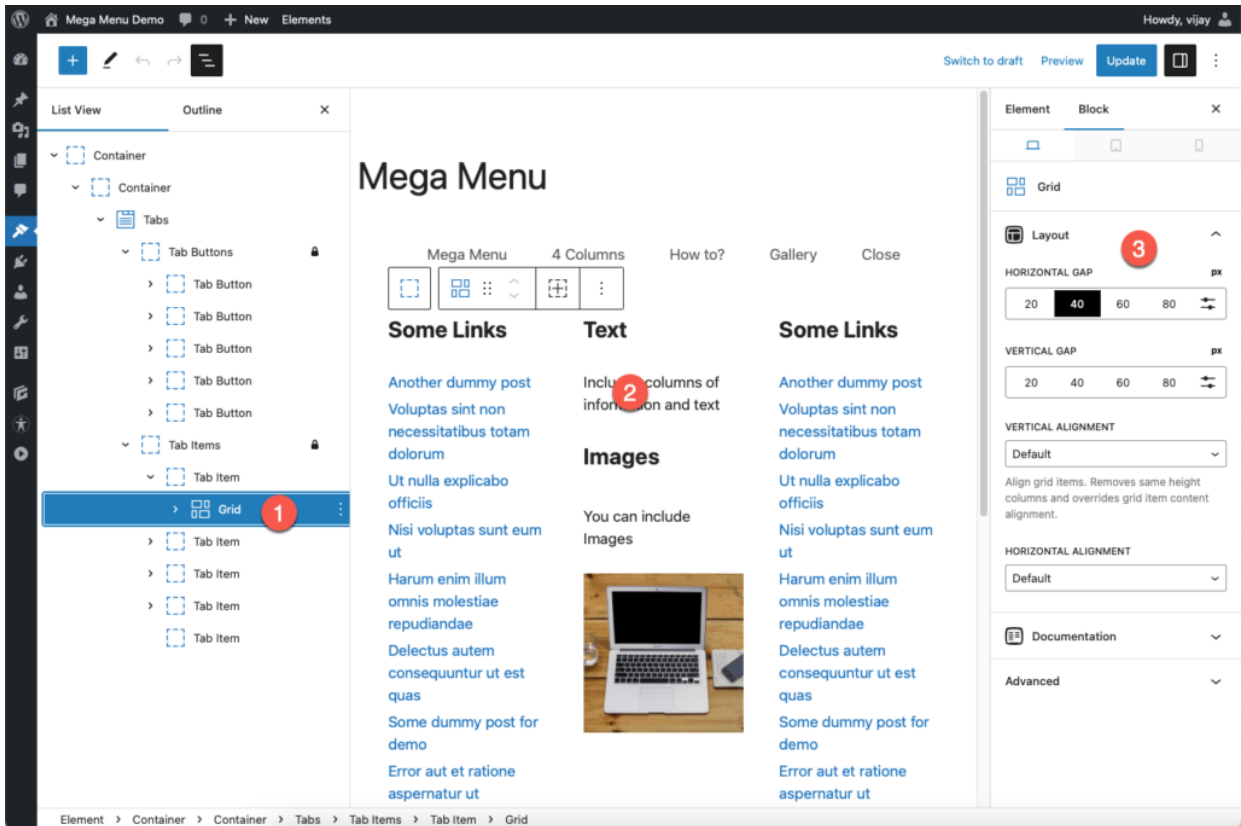 Mega Menu Demo 0 + New Elements Howdy, vijay
Switch to draft Preview Update
List View Outline
Container
Container
Tabs
Tab Buttons
Tab Button
Tab Button
Tab Button
Tab Button
Tab Button
Tab Items
Tab Item
Grid 1
Tab Item
Tab Item
Tab Item
Tab Item
Mega Menu
Mega Menu 4 Columns How to? Gallery Close
Some Links
Another dummy post
Voluptas sint non
necessitatibus totam
dolorum
Ut nulla explicabo
officiis
Nisi voluptas sunt eum
ut
Harum enim illum
omnis molestiae
repudiandae
Delectus autem
consequuntur ut est
quas
Some dummy post for
demo
Error aut et ratione
aspernatur ut
Text
columns of
and text
2
Images
You can include
Images
Some Links
Another dummy post
Voluptas sint non
necessitatibus totam
dolorum
Ut nulla explicabo
officiis
Nisi voluptas sunt eum
ut
Harum enim illum
omnis molestiae
repudiandae
Delectus autem
consequuntur ut est
quas
Some dummy post for
demo
Error aut et ratione
aspernatur ut
Element Block
Grid
Layout
3
HORIZONTAL GAP px
20 40 60 80
VERTICAL GAP px
20 40 60 80
VERTICAL ALIGNMENT
Default
Align grid items. Removes same height
columns and overrides grid item content
alignment.
HORIZONTAL ALIGNMENT
Default
Documentation
Advanced
Element > Container > Container > Tabs > Tab Items > Tab Item > Grid